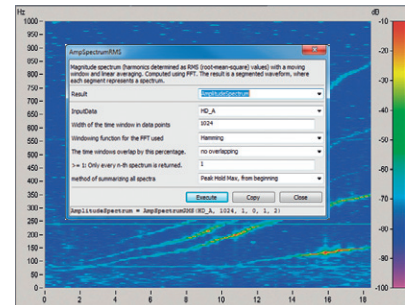 Hz
dB
1000
950
900
850
800
750
700
650
600
550
500
450
400
350
300
250
200
150
100
50
0
0 2 4 6 8 10 12 14 16 18
-10
-20
-30
-40
-50
-60
-70
-80
-90
-100
AmpSpectrumRMS
Magnitude spectrum (harmonics determined as RMS (root-mean-square) values) with a moving
window and linear averaging. Computed using FFT. The result is a segmented waveform, where
each segment represents a spectrum.
Result AmplitudeSpectrum
InputData MD_A
Width of the time window in data points 1024
Windowing function for the FFT used Hamming
The time windows overlap by this percentage. no overlapping
>= 1: Only every n-th spectrum is returned. 1
method of summarizing all spectra Peak Hold Max, from beginning
Execute Copy Close
AmplitudeSpectrum = AmpSpectrumRMS(MD_A, 1024, 1, 0, 1, 2)